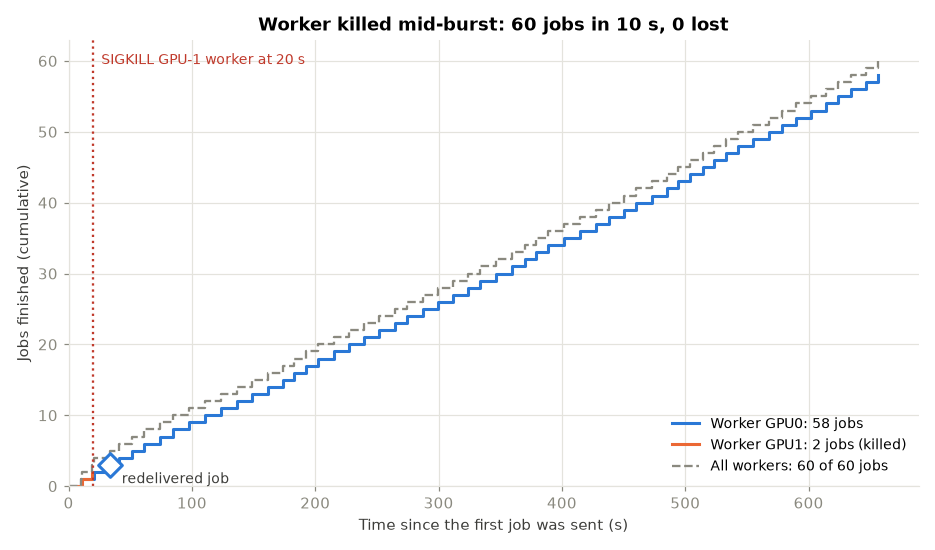 Worker killed mid-burst: 60 jobs in 10 s, 0 lost
SIGKILL GPU-1 worker at 20 s
60
50
40
30
20
10
0
Jobs finished (cumulative)
redelivered job
Worker GPU0: 58 jobs
Worker GPU1: 2 jobs (killed)
All workers: 60 of 60 jobs
0 100 200 300 400 500 600
Time since the first job was sent (s)